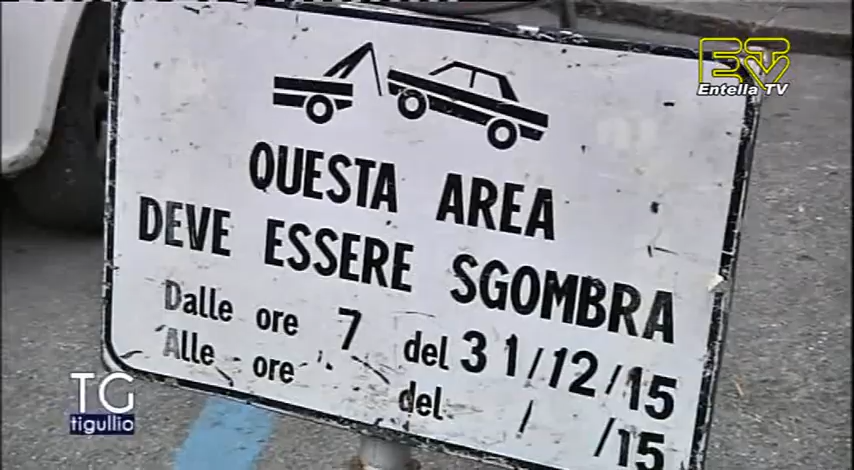 ETV
Entella TV
QUESTA AREA
DEVE ESSERE SGOMBRA
Dalle ore 7 del 31/12/15
Alle ore del / /15
TG
tigullio